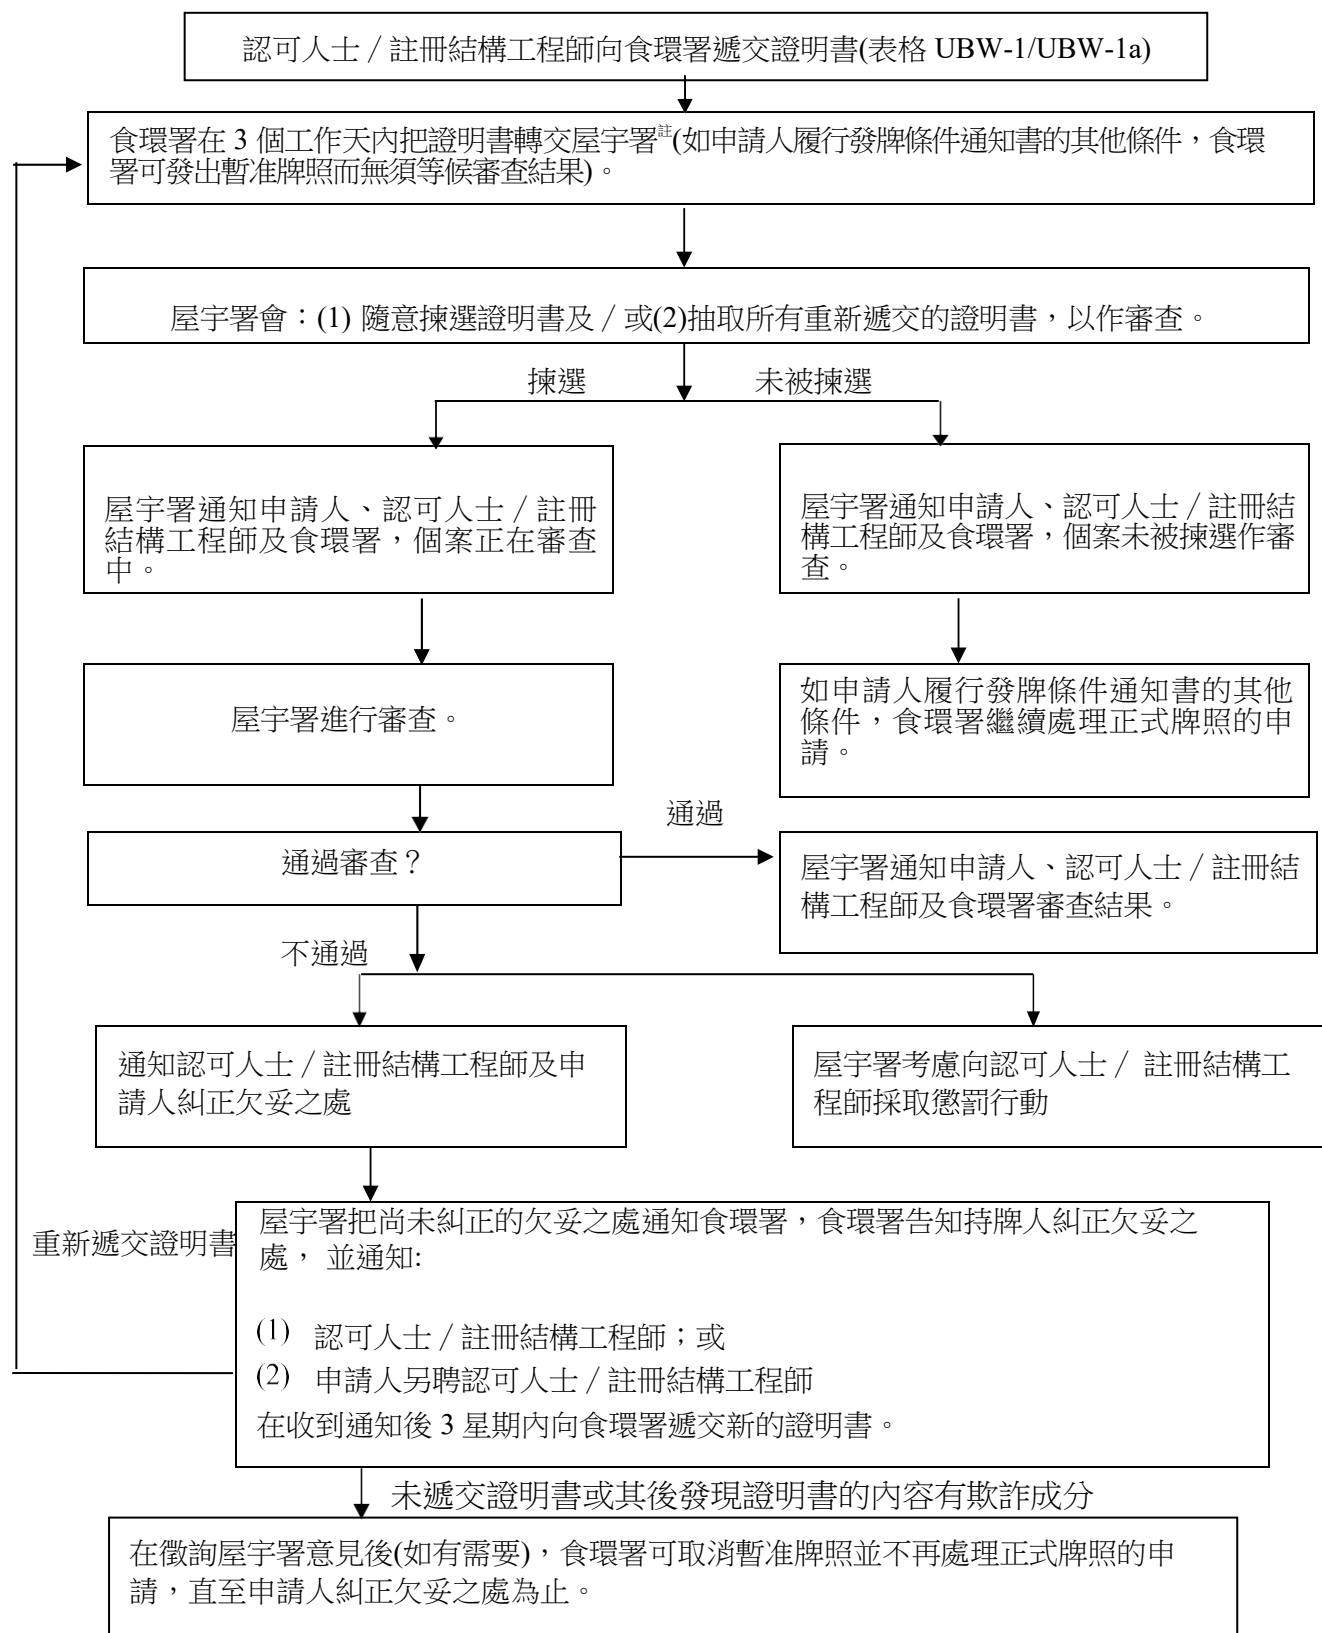 認可人士／註冊結構工程師向食環署遞交證明書(表格 UBW-1/UBW-1a)
食環署在 3 個工作天內把證明書轉交屋宇署註(如申請人履行發牌條件通知書的其他條件，食環
署可發出暫准牌照而無須等候審查結果)。
屋宇署會：(1) 隨意揀選證明書及／或(2)抽取所有重新遞交的證明書，以作審查。
揀選
未被揀選
屋宇署通知申請人、認可人士／註冊
結構工程師及食環署，個案正在審查
中。
屋宇署通知申請人、認可人士／註冊結
構工程師及食環署，個案未被揀選作審
查。
屋宇署進行審查。
如申請人履行發牌條件通知書的其他
條件，食環署繼續處理正式牌照的申
請。
通過審查？
通過
屋宇署通知申請人、認可人士／註冊結
構工程師及食環署審查結果。
不通過
通知認可人士／註冊結構工程師及申
請人糾正欠妥之處
屋宇署考慮向認可人士／ 註冊結構工
程師採取懲罰行動
重新遞交證明書
屋宇署把尚未糾正的欠妥之處通知食環署，食環署告知持牌人糾正欠妥之
處， 並通知:
(1) 認可人士／註冊結構工程師；或
(2) 申請人另聘認可人士／註冊結構工程師
在收到通知後 3 星期內向食環署遞交新的證明書。
未遞交證明書或其後發現證明書的內容有欺詐成分
在徵詢屋宇署意見後(如有需要)，食環署可取消暫准牌照並不再處理正式牌照的申
請，直至申請人糾正欠妥之處為止。